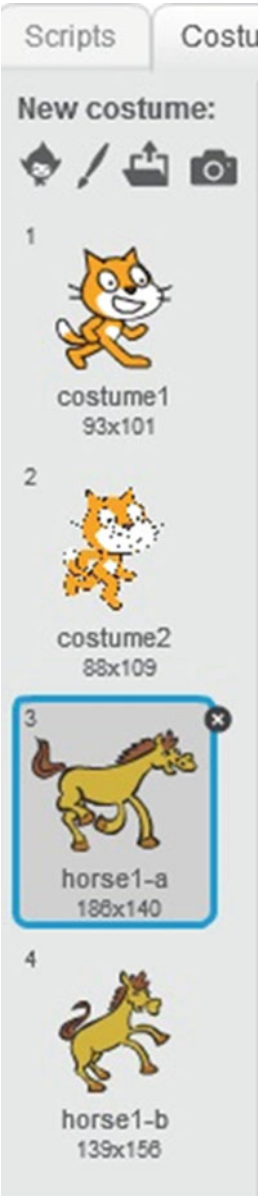 Scripts Costu
New costume:
1
costume1
93x101
2
costume2
88x109
3
horse1-a
186x140
4
horse1-b
139x156